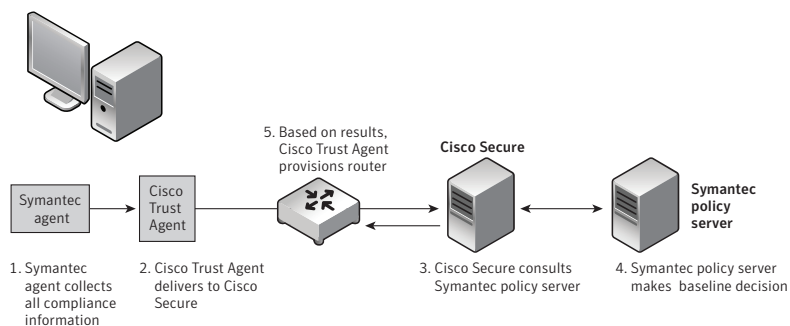 5. Based on results,
Cisco Trust Agent
provisions router
Cisco Secure
Symantec
agent
Cisco
Trust
Agent
Symantec
policy
server
1. Symantec
agent collects
all compliance
information
2. Cisco Trust Agent
delivers to Cisco
Secure
3. Cisco Secure consults
Symantec policy server
4. Symantec policy server
makes baseline decision